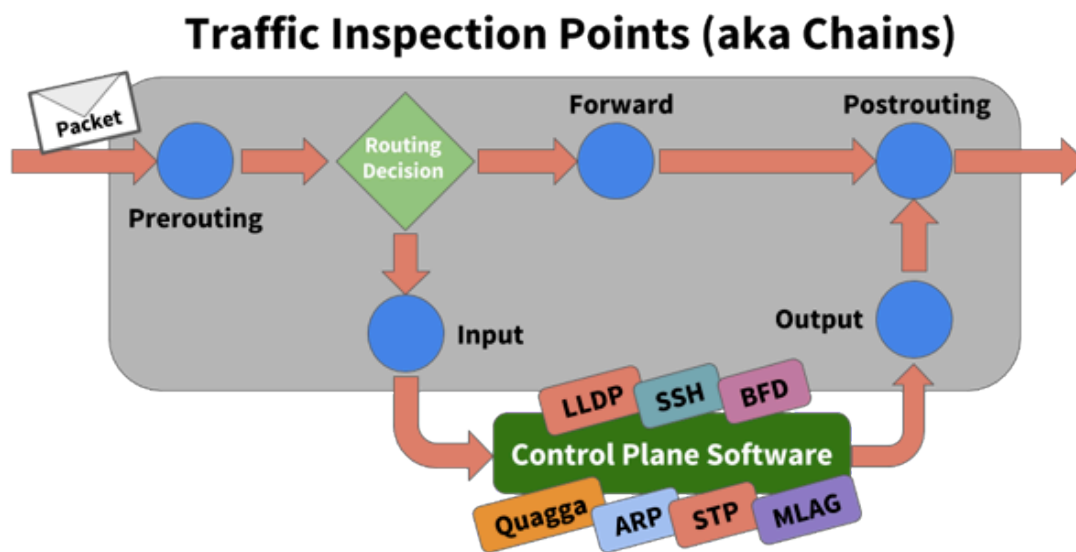 Traffic Inspection Points (aka Chains)
Packet
Prerouting
Routing
Decision
Forward
Postrouting
Input
Output
LLDP
SSH
BFD
Control Plane Software
Quagga
ARP
STP
MLAG